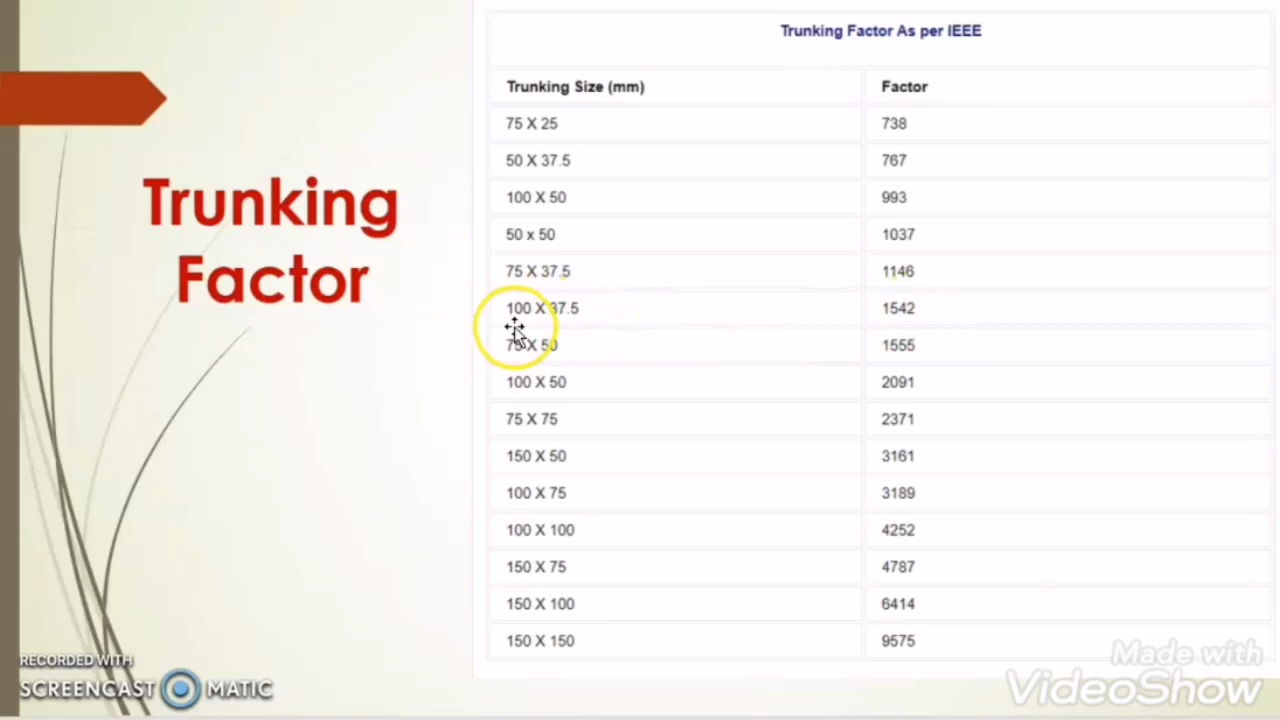 Trunking
Factor
Trunking Factor As per IEEE
Trunking Size (mm) Factor
75 X 25 738
50 X 37.5 767
100 X 50 993
50 x 50 1037
75 X 37.5 1146
100 X 37.5 1542
75 X 50 1555
100 X 50 2091
75 X 75 2371
150 X 50 3161
100 X 75 3189
100 X 100 4252
150 X 75 4787
150 X 100 6414
150 X 150 9575
RECORDED WITH
SCREENCAST MATIC
Made with
VideoShow